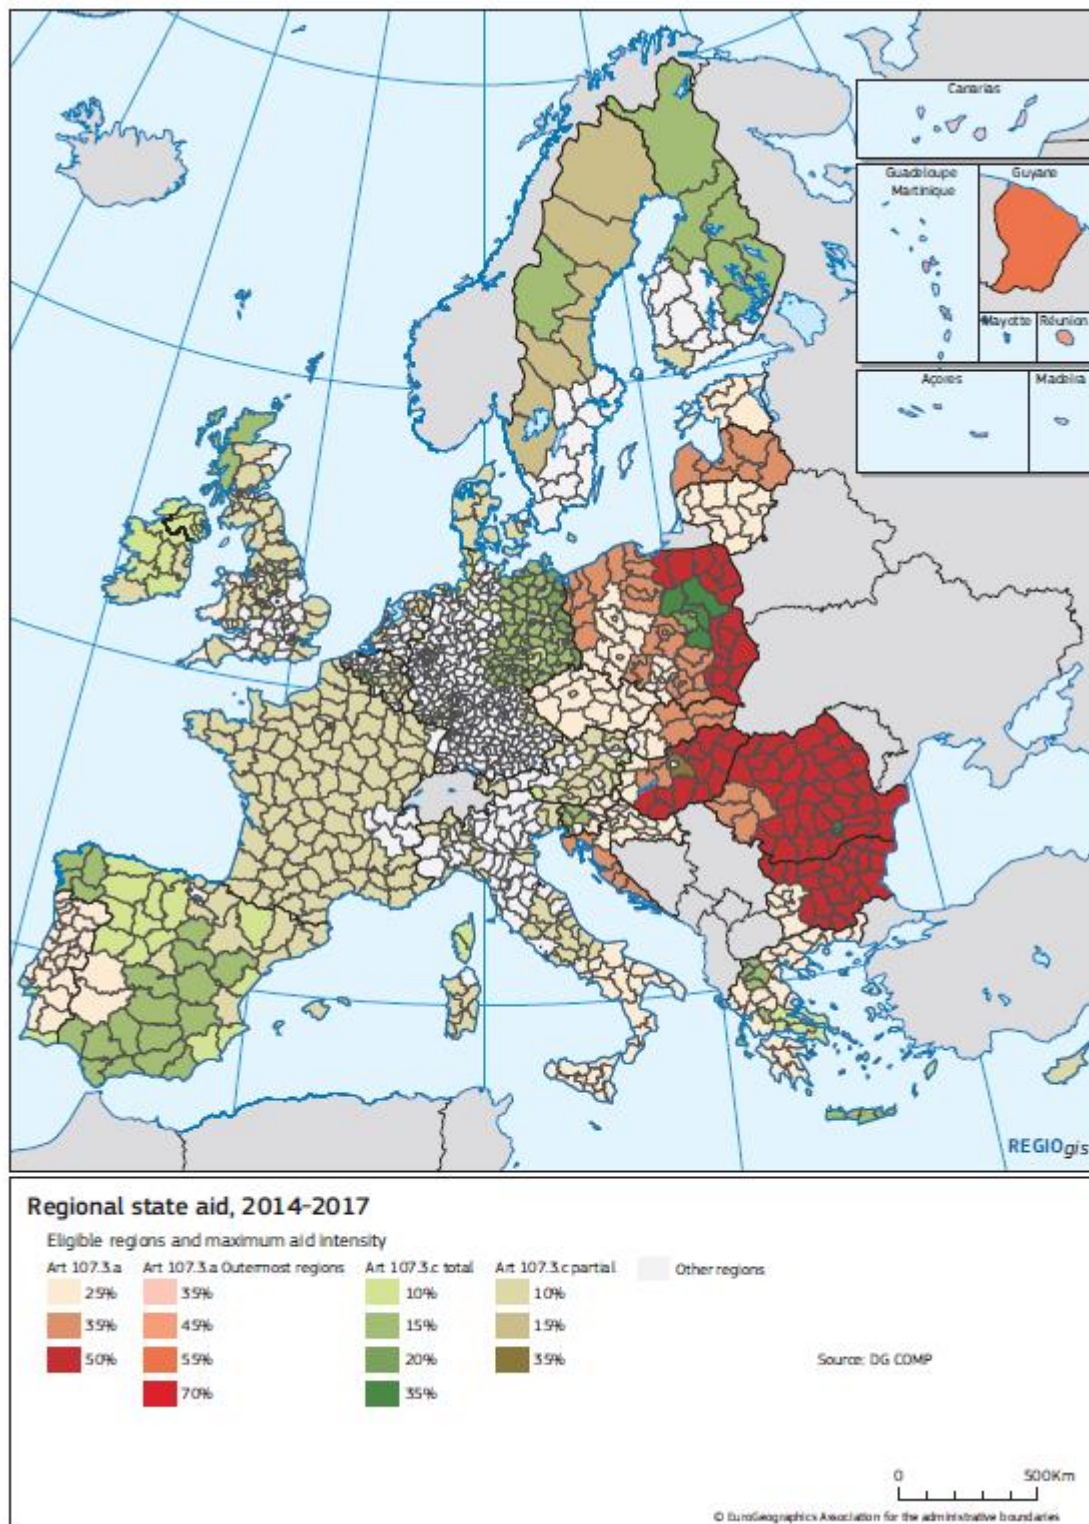 Canarias
Guadeloupe
Martinique
Guyane
Mayotte
Réunion
Açores
Madeira
REGIOgis
Regional state aid, 2014-2017
Eligible regions and maximum aid intensity
Art 107.3.a
25%
35%
50%
Art 107.3.a Outermost regions
35%
45%
55%
70%
Art 107.3.c total
10%
15%
20%
35%
Art 107.3.c partial
10%
15%
35%
Other regions
Source: DG COMP
0 500Km
© EuroGeographics Association for the administrative boundaries